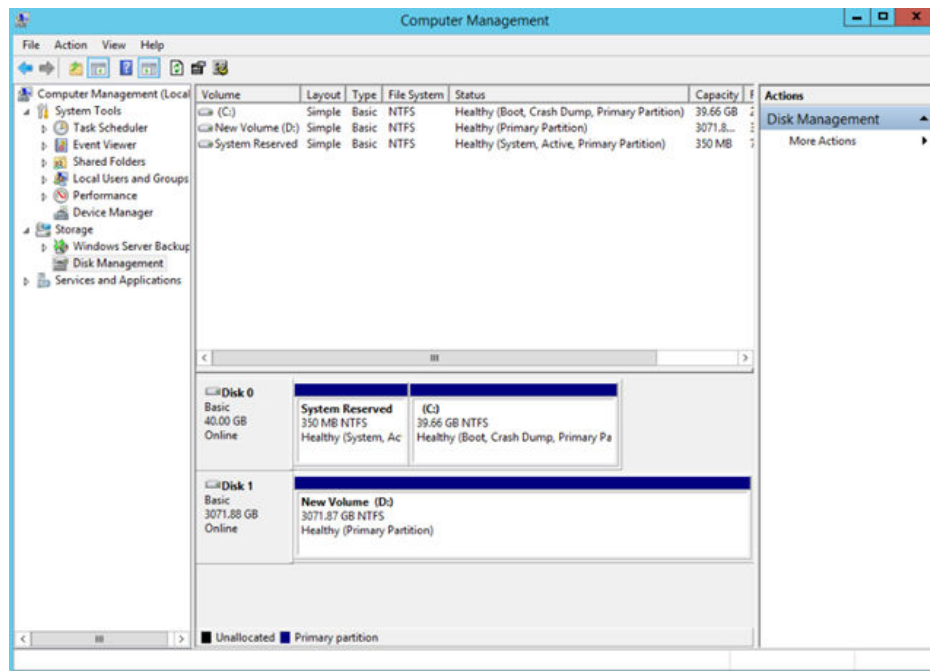 Computer Management
File Action View Help
Computer Management (Local
System Tools
Task Scheduler
Event Viewer
Shared Folders
Local Users and Groups
Performance
Device Manager
Storage
Windows Server Backup
Disk Management
Services and Applications
Volume Layout Type File System Status Capacity F
(C:) Simple Basic NTFS Healthy (Boot, Crash Dump, Primary Partition) 39.66 GB
New Volume (D:) Simple Basic NTFS Healthy (Primary Partition) 3071.8...
System Reserved Simple Basic NTFS Healthy (System, Active, Primary Partition) 350 MB
Disk 0
Basic
40.00 GB
Online
System Reserved
350 MB NTFS
Healthy (System, Ac
(C:)
39.66 GB NTFS
Healthy (Boot, Crash Dump, Primary Pa
Disk 1
Basic
3071.88 GB
Online
New Volume (D:)
3071.87 GB NTFS
Healthy (Primary Partition)
Unallocated Primary partition
Actions
Disk Management
More Actions